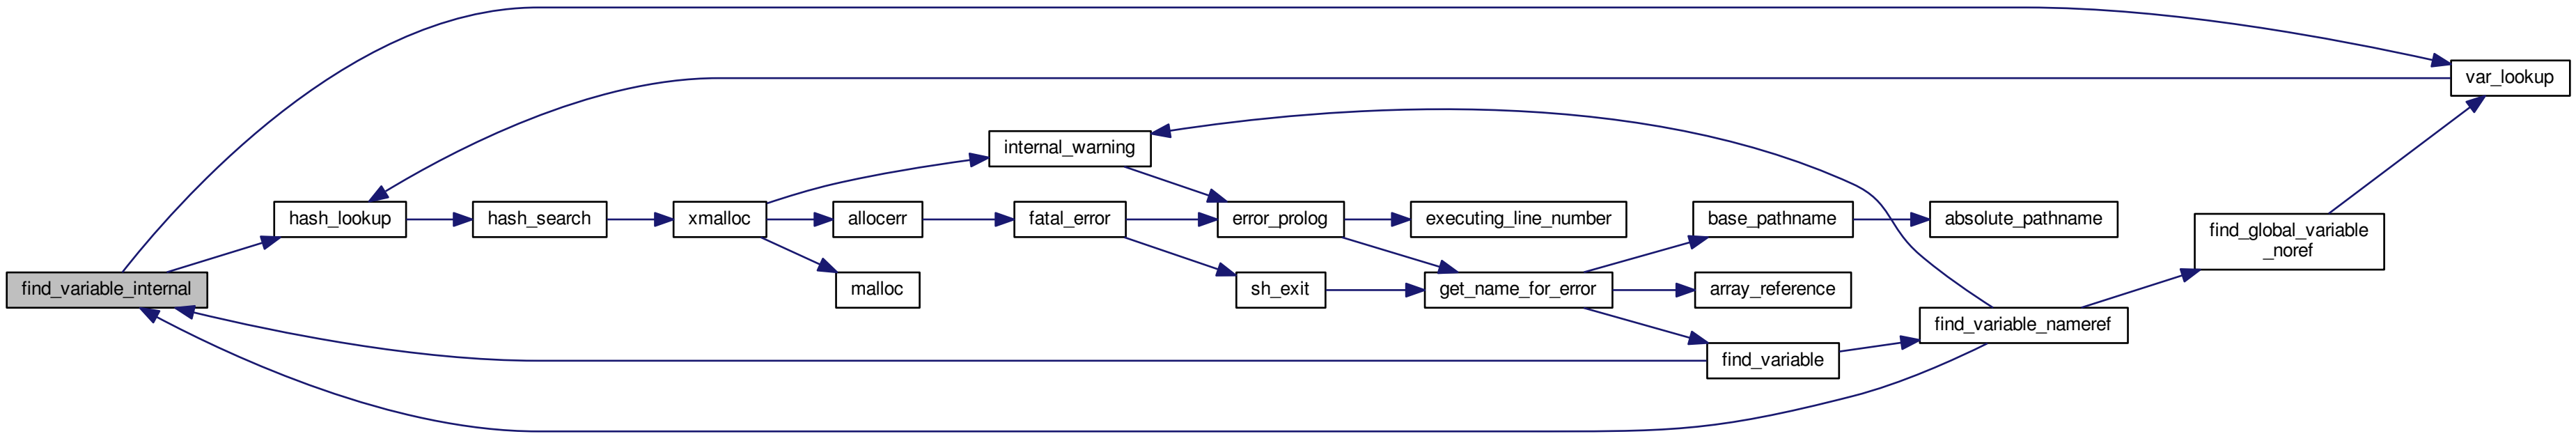 find_variable_internal
hash_lookup
hash_search
xmalloc
internal_warning
allocerr
malloc
fatal_error
error_prolog
sh_exit
executing_line_number
get_name_for_error
base_pathname
array_reference
find_variable
absolute_pathname
find_variable_nameref
find_global_variable
_noref
var_lookup